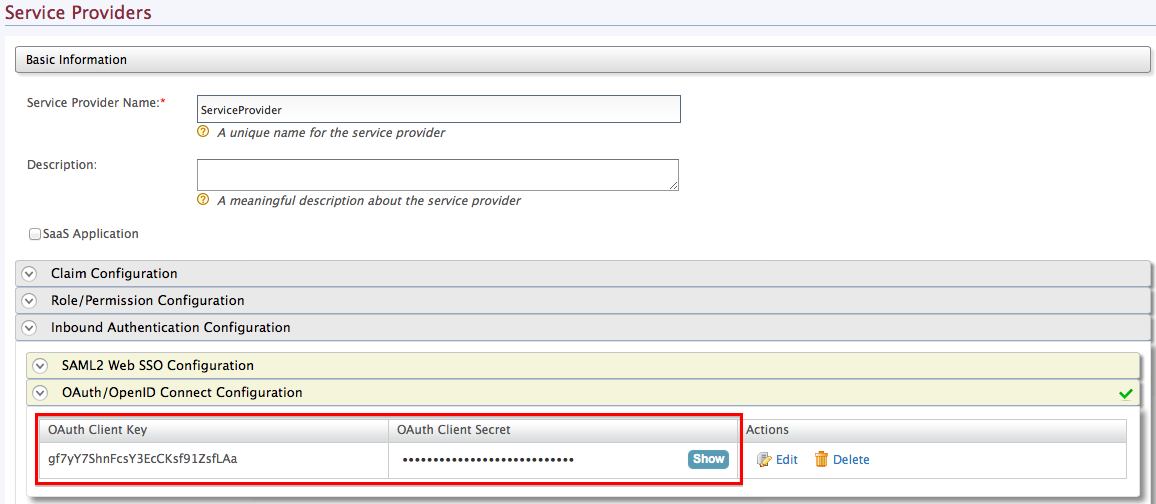 Service Providers
Basic Information
Service Provider Name:*
ServiceProvider
A unique name for the service provider
Description:
A meaningful description about the service provider
SaaS Application
Claim Configuration
Role/Permission Configuration
Inbound Authentication Configuration
SAML2 Web SSO Configuration
OAuth/OpenID Connect Configuration
OAuth Client Key OAuth Client Secret Actions
gf7yY7ShnFcsY3EcCKsf91ZsfLAa •••••••••••••••••••••••••••• Show Edit Delete